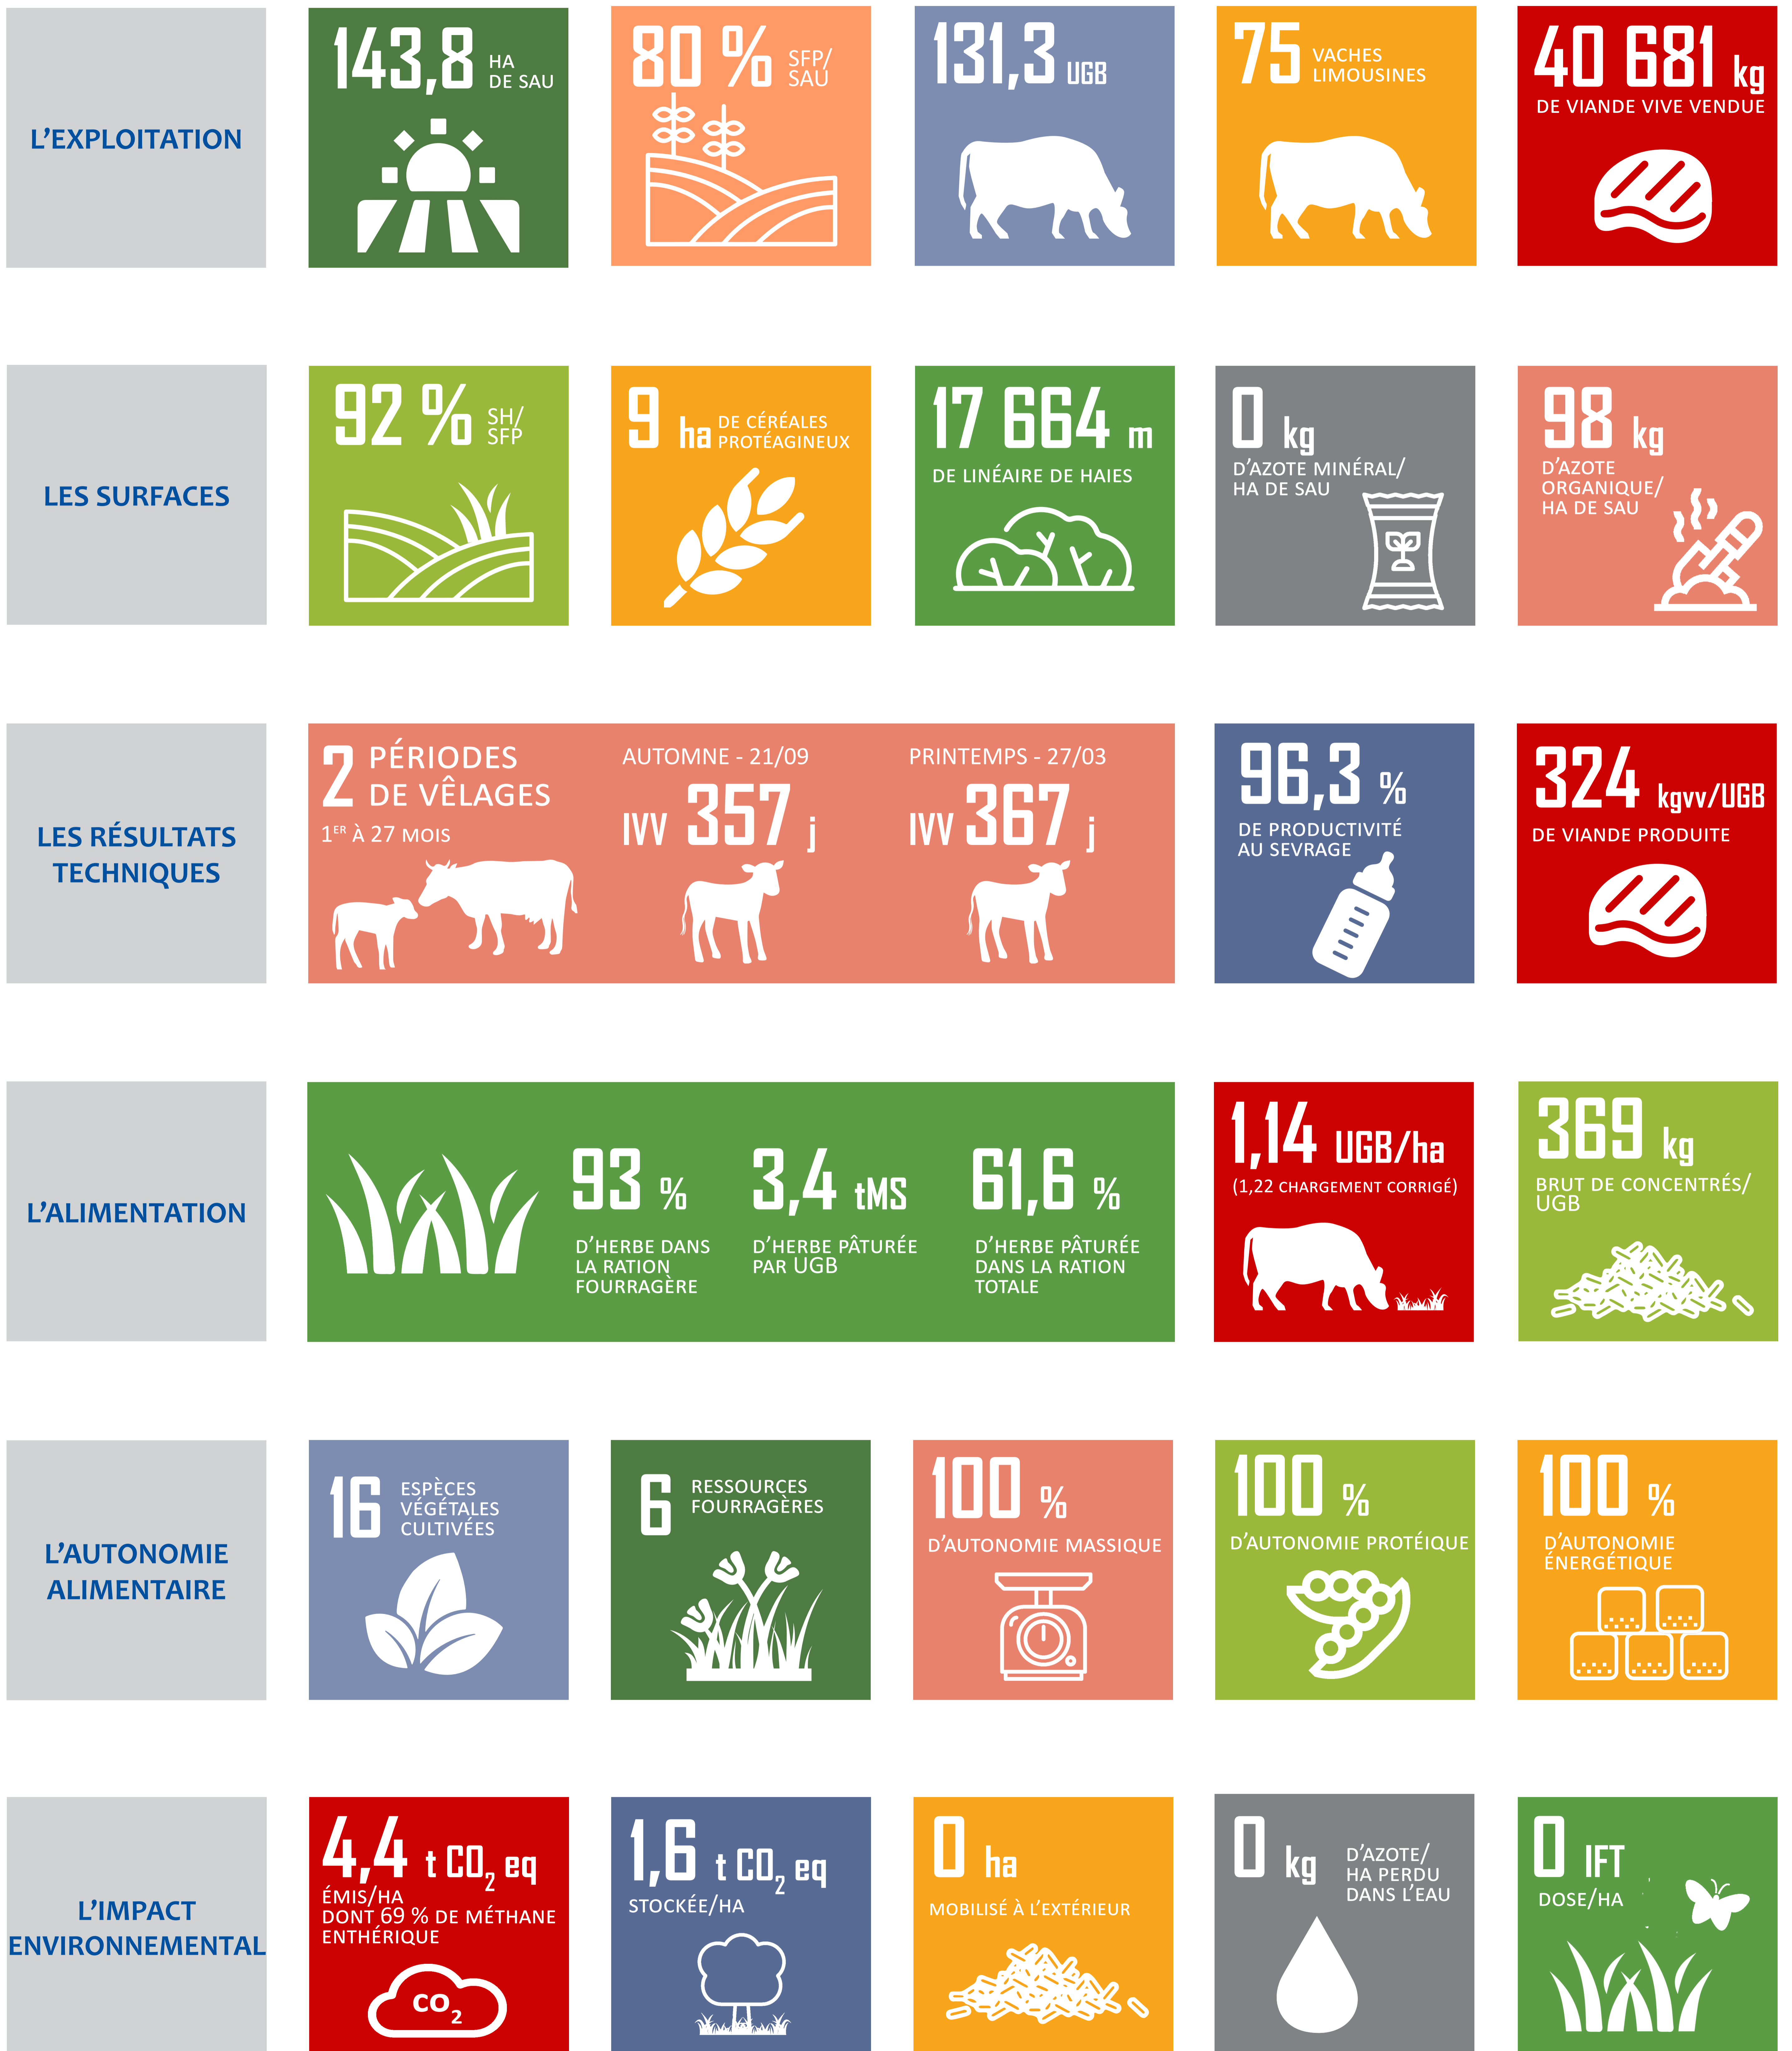 L'EXPLOITATION
143,8 HA
DE SAU
80 % SFP/
SAU
131,3 UGB
75 VACHES
LIMOUSINES
40 681 kg
DE VIANDE VIVE VENDUE
LES SURFACES
92 % SH/
SFP
9 ha DE CÉRÉALES
PROTÉAGINEUX
17 664 m
DE LINÉAIRE DE HAIES
0 kg
D'AZOTE MINÉRAL/
HA DE SAU
98 kg
D'AZOTE
ORGANIQUE/
HA DE SAU
LES RÉSULTATS
TECHNIQUES
2 PÉRIODES
DE VÊLAGES
1ER À 27 MOIS
AUTOMNE - 21/09
IVV 357 j
PRINTEMPS - 27/03
IVV 367 j
96,3 %
DE PRODUCTIVITÉ
AU SEVRAGE
324 kgvv/UGB
DE VIANDE PRODUITE
L'ALIMENTATION
93 %
D'HERBE DANS
LA RATION
FOURRAGÈRE
3,4 tMS
D'HERBE PÂTURÉE
PAR UGB
61,6 %
D'HERBE PÂTURÉE
DANS LA RATION
TOTALE
1,14 UGB/ha
(1,22 CHARGEMENT CORRIGÉ)
369 kg
BRUT DE CONCENTRÉS/
UGB
L'AUTONOMIE
ALIMENTAIRE
16 ESPÈCES
VÉGÉTALES
CULTIVÉES
6 RESSOURCES
FOURRAGÈRES
100 %
D'AUTONOMIE MASSIQUE
100 %
D'AUTONOMIE PROTÉIQUE
100 %
D'AUTONOMIE
ÉNERGÉTIQUE
L'IMPACT
ENVIRONNEMENTAL
4,4 t CO2 eq
ÉMIS/HA
DONT 69 % DE MÉTHANE
ENTHÉRIQUE
CO2
1,6 t CO2 eq
STOCKÉE/HA
0 ha
MOBILISÉ À L'EXTÉRIEUR
0 kg D'AZOTE/
HA PERDU
DANS L'EAU
0 IFT
DOSE/HA